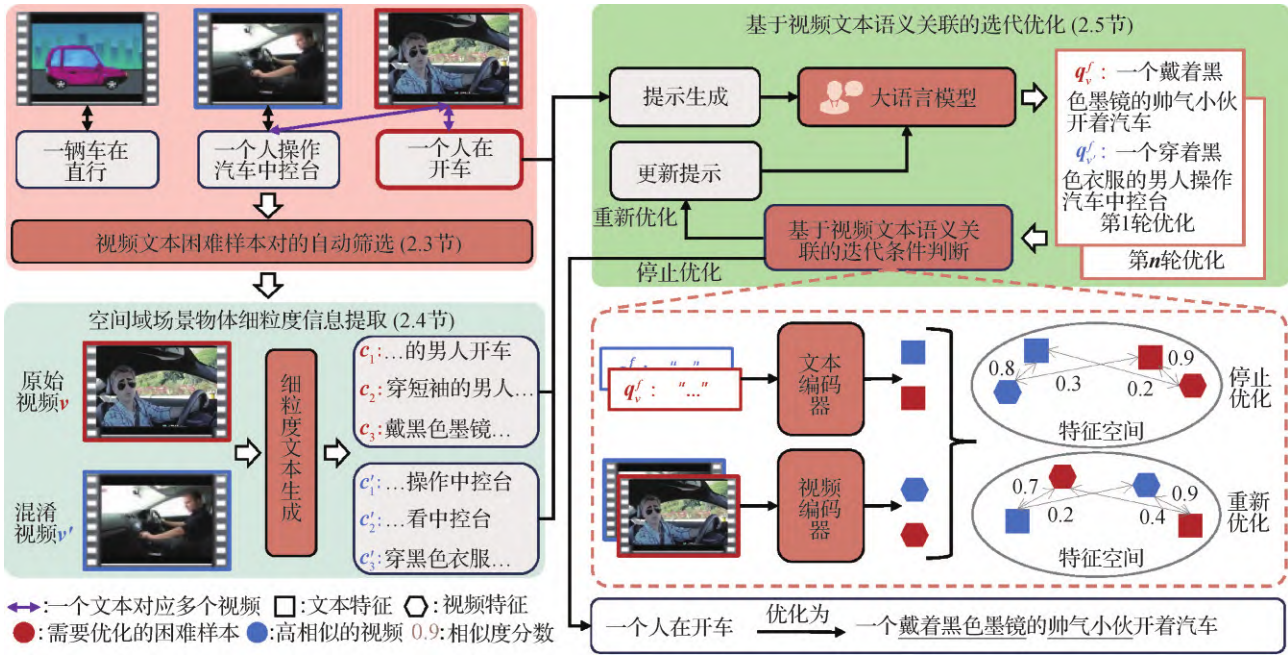 一辆车在
直行
一个人操作
汽车中控台
一个人在
开车
视频文本困难样本对的自动筛选 (2.3节)
空间域场景物体细粒度信息提取 (2.4节)
原始
视频v
混淆
视频v'
细粒度文本生成
c₁:…的男人开车
c₂:穿短袖的男人…
c₃:戴黑色墨镜…
c'₁:…操作中控台
c'₂:…看中控台
c'₃:穿黑色衣服…
基于视频文本语义关联的迭代优化 (2.5节)
提示生成
大语言模型
更新提示
重新优化
基于视频文本语义关
联的迭代条件判断
停止优化
qᵥᶠ: 一个戴着黑
色墨镜的帅气小伙
开着汽车
qᵥ'ᶠ: 一个穿着黑
色衣服的男人操作
汽车中控台
第1轮优化
第n轮优化
qᵥᶠ: "…"
文本
编码
器
视频
编码
器
0.8
0.3
0.2
0.9
特征空间
停止
优化
0.7
0.2
0.4
0.9
特征空间
重新
优化
:一个文本对应多个视频 :文本特征 :视频特征
:需要优化的困难样本 :高相似的视频 0.9:相似度分数
一个人在开车 优化为 一个戴着黑色墨镜的帅气小伙开着汽车